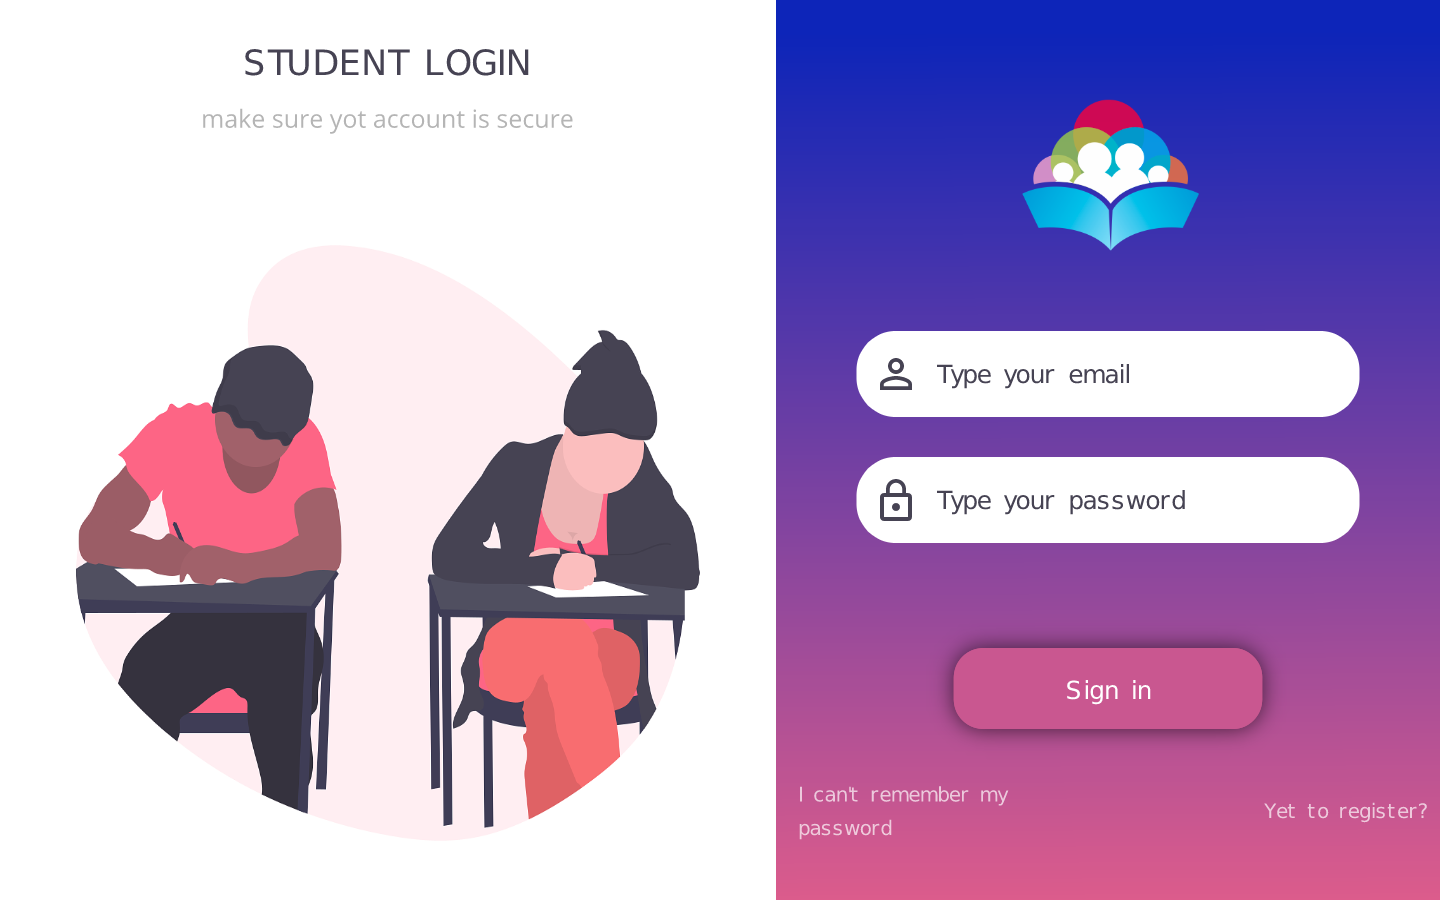 STUDENT LOGIN
make sure yot account is secure
Type your email
Type your password
Sign in
I can't remember my
password
Yet to register?